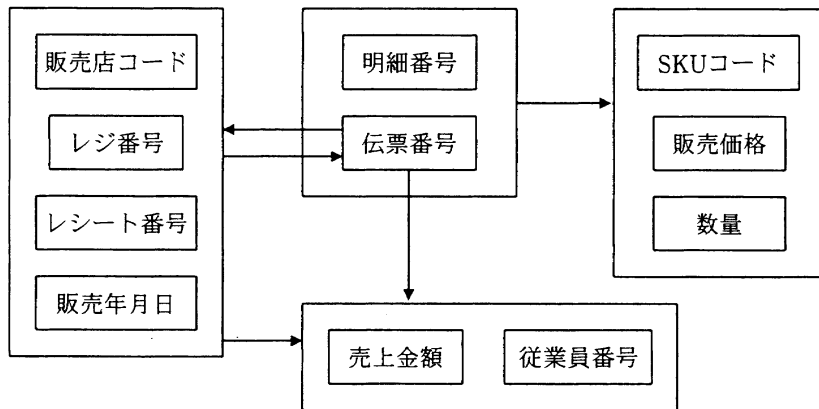 販売店コード
レジ番号
レシート番号
販売年月日
明細番号
伝票番号
SKUコード
販売価格
数量
売上金額
従業員番号